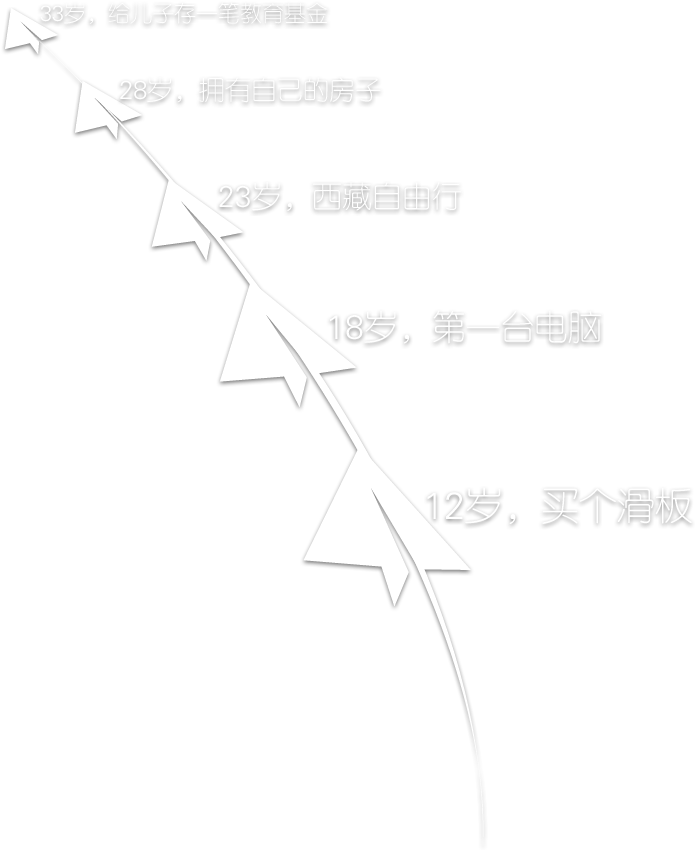 33岁，给儿子存一笔教育基金
28岁，拥有自己的房子
23岁，西藏自由行
18岁，第一台电脑
12岁，买个滑板